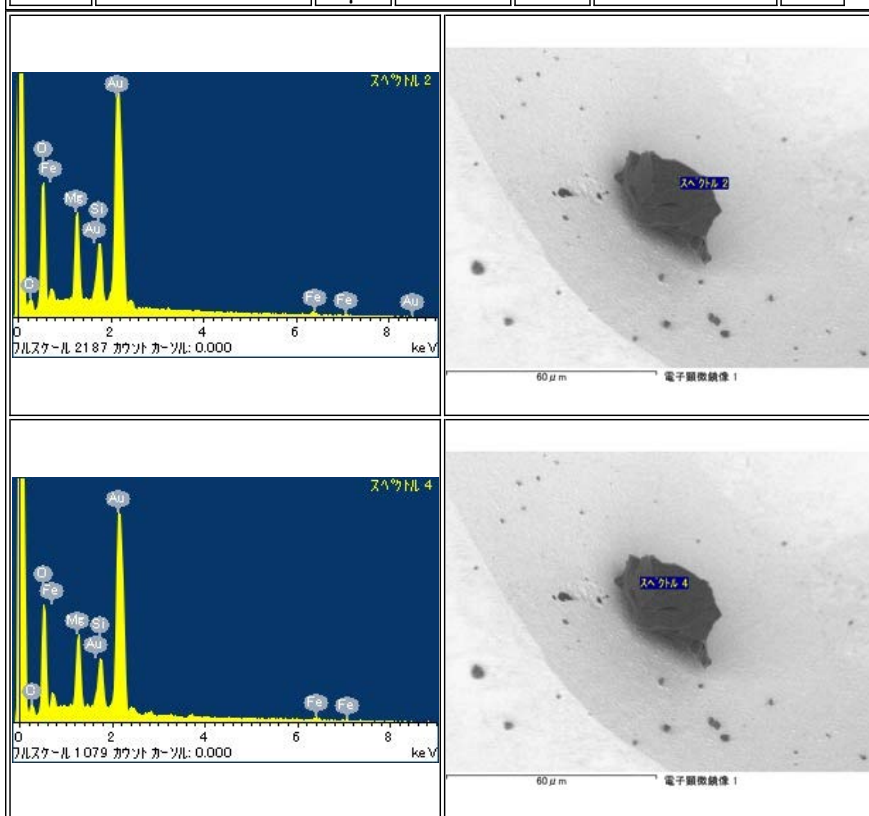 スペクトル 2
Au
O
Fe
Mg
Si
Au
C
Fe
Fe
Au
0 2 4 6 8
フルスケール 2187 カウント カーソル: 0.000 keV
スペクトル 2
60μm 電子顕微鏡像 1
スペクトル 4
Au
O
Fe
Mg
Si
Au
C
Fe
Fe
0 2 4 6 8
フルスケール 1079 カウント カーソル: 0.000 keV
スペクトル 4
60μm 電子顕微鏡像 1